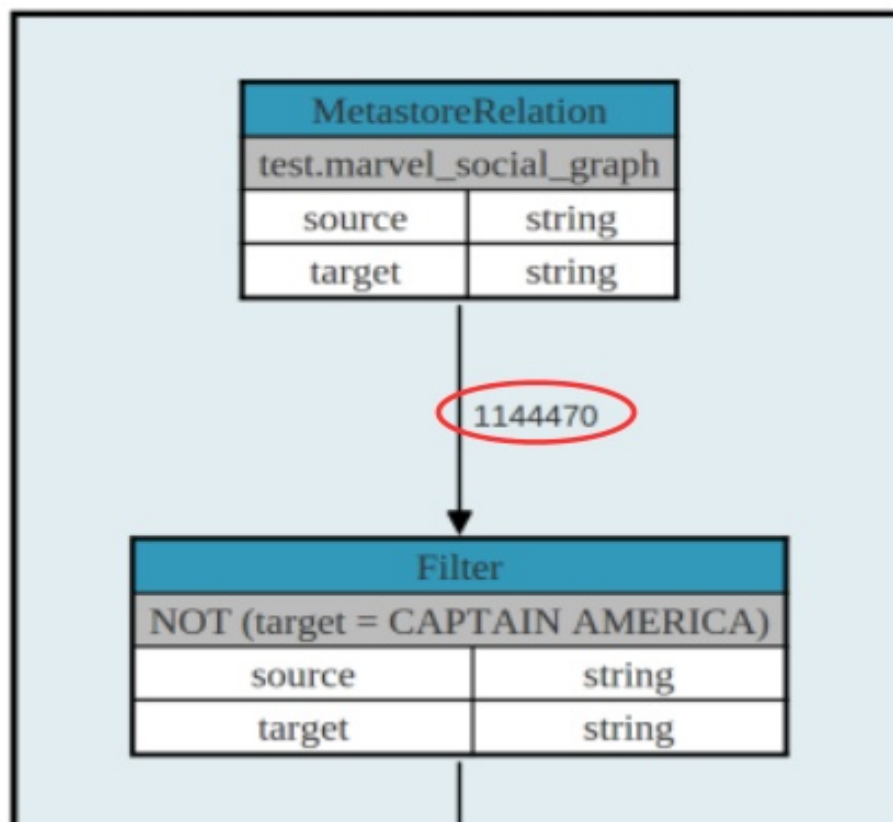 MetastoreRelation
test.marvel_social_graph
source string
target string
1144470
Filter
NOT (target = CAPTAIN AMERICA)
source string
target string